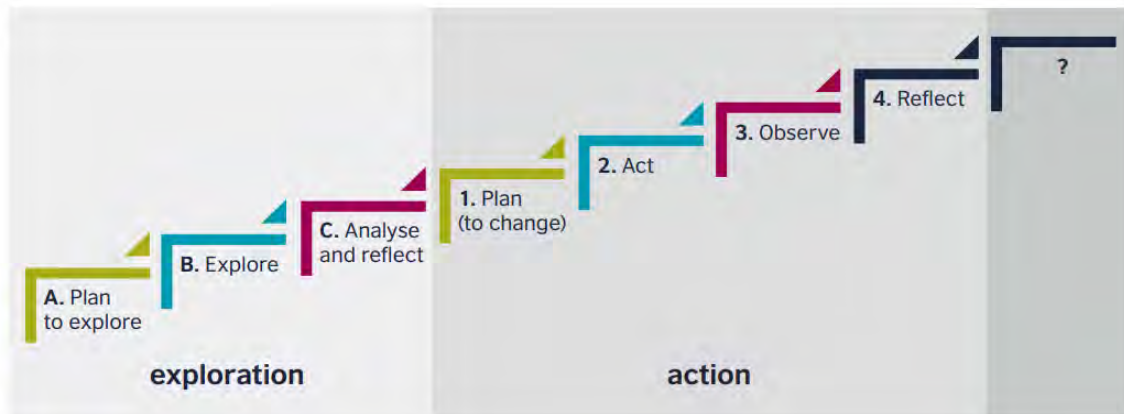 A. Plan
to explore
B. Explore
C. Analyse
and reflect
1. Plan
(to change)
2. Act
3. Observe
4. Reflect
?
exploration
action